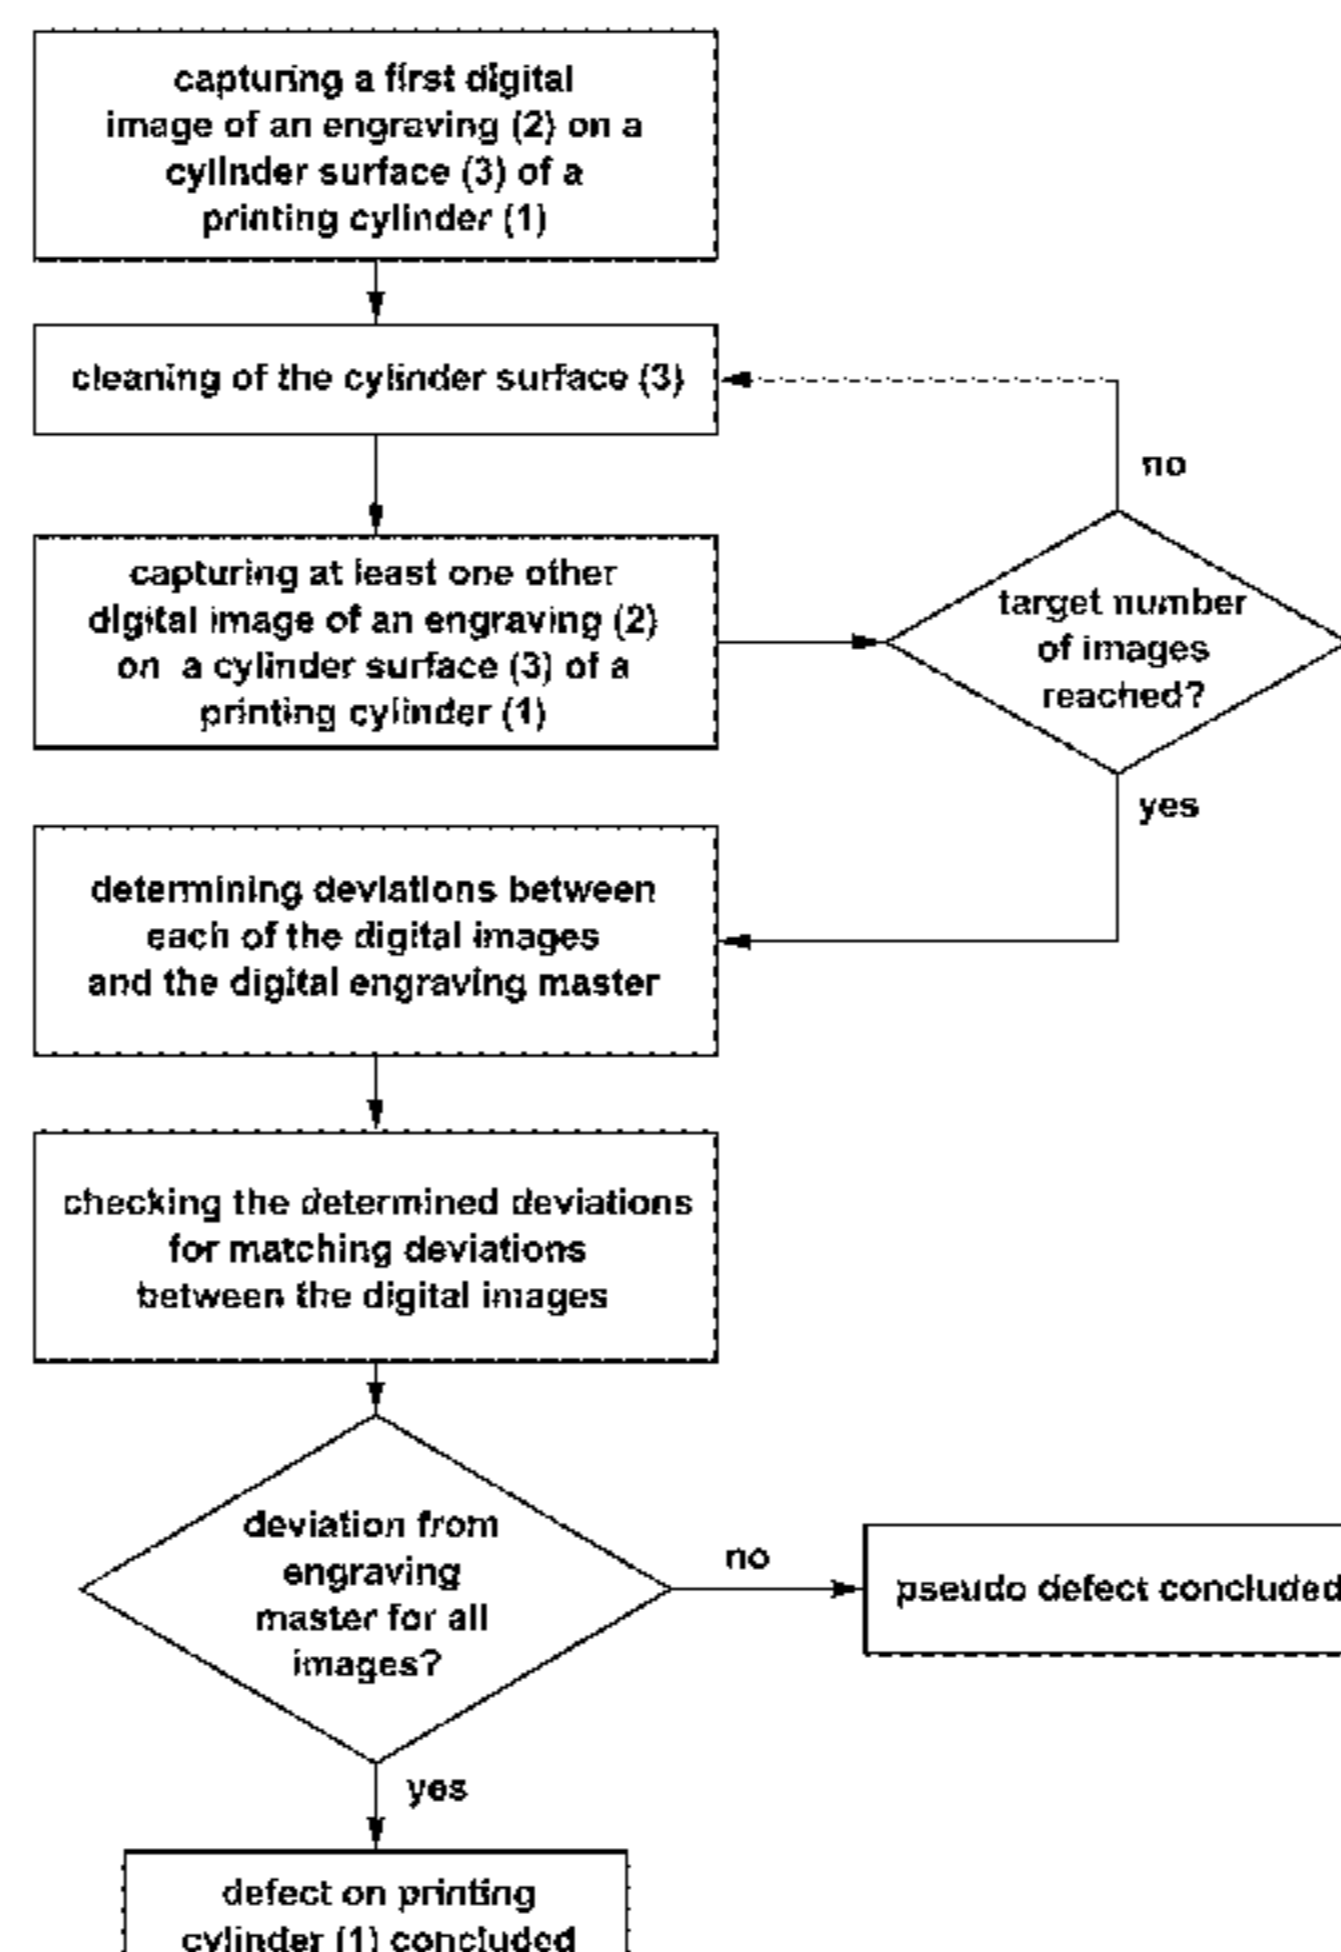 capturing a first digital
image of an engraving (2) on a
cylinder surface (3) of a
printing cylinder (1)
cleaning of the cylinder surface (3)
no
capturing at least one other
digital image of an engraving (2)
on a cylinder surface (3) of a
printing cylinder (1)
target number
of images
reached?
yes
determining deviations between
each of the digital images
and the digital engraving master
checking the determined deviations
for matching deviations
between the digital images
deviation from
engraving
master for all
images?
no
pseudo defect concluded
yes
defect on printing
cylinder (1) concluded